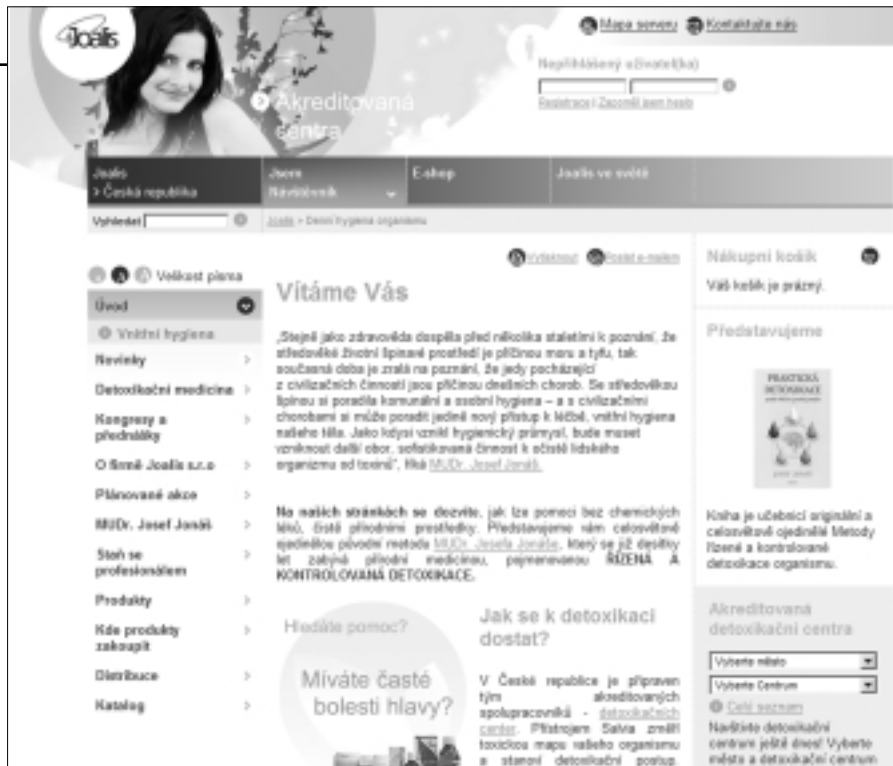 Joalis
Mapa serveru
Kontaktujte nás
Nepřihlášený uživatel(ka)
Registrace | Zapoměl jsem heslo
Akreditovaná
centra
Joalis
> Česká republika
Jsem
Návštěvník
E-shop
Joalis ve světě
Vyhledat
Joalis > Denní hygiena organismu
Velikost písma
Úvod
Vnitřní hygiena
Novinky
Detoxikační medicína
Kongresy a
přednášky
O firmě Joalis s.r.o
Plánované akce
MUDr. Josef Jonáš
Staň se
profesionálem
Produkty
Kde produkty
zakoupit
Distribuce
Katalog
Vytisknout
Poslat e-mailem
Vítáme Vás
„Stejně jako zdravověda dospěla před několika staletími k poznání, že
středověké životní špinavé prostředí je příčinou moru a tyfu, tak
současná doba je zralá na poznání, že jedy pocházející
z civilizačních činností jsou příčinou dnešních chorob. Se středověkou
špínou si poradila komunální a osobní hygiena – a s civilizačními
chorobami si může poradit jedině nový přístup k léčbě, vnitřní hygiena
našeho těla. Jako kdysi vznikl hygienický průmysl, bude muset
vzniknout další obor, sofistikovaná činnost k očistě lidského
organizmu od toxinů", říká MUDr. Josef Jonáš.
Na našich stránkách se dozvíte, jak lze pomoci bez chemických
léků, čistě přírodními prostředky. Představujeme vám celosvětově
ojedinělou původní metodu MUDr. Josefa Jonáše, který se již desítky
let zabývá přírodní medicínou, pojmenovanou ŘÍZENÁ A
KONTROLOVANÁ DETOXIKACE.
Hledáte pomoc?
Míváte časté
bolesti hlavy?
Jak se k detoxikaci
dostat?
V České republice je připraven
tým akreditovaných
spolupracovníků - detoxikačních
center. Přístrojem Salvia změří
toxickou mapu vašeho organismu
a stanoví detoxikační postup.
Nákupní košík
Váš košík je prázný.
Představujeme
PRAKTICKÁ
DETOXIKACE
Kniha je učebnicí originální a
celosvětově ojedinělé Metody
řízené a kontrolované
detoxikace organismu.
Akreditovaná
detoxikační centra
Vyberte město
Vyberte Centrum
Celý seznam
Navštivte detoxikační
centrum ještě dnes! Vyberte
město a detoxikační centrum